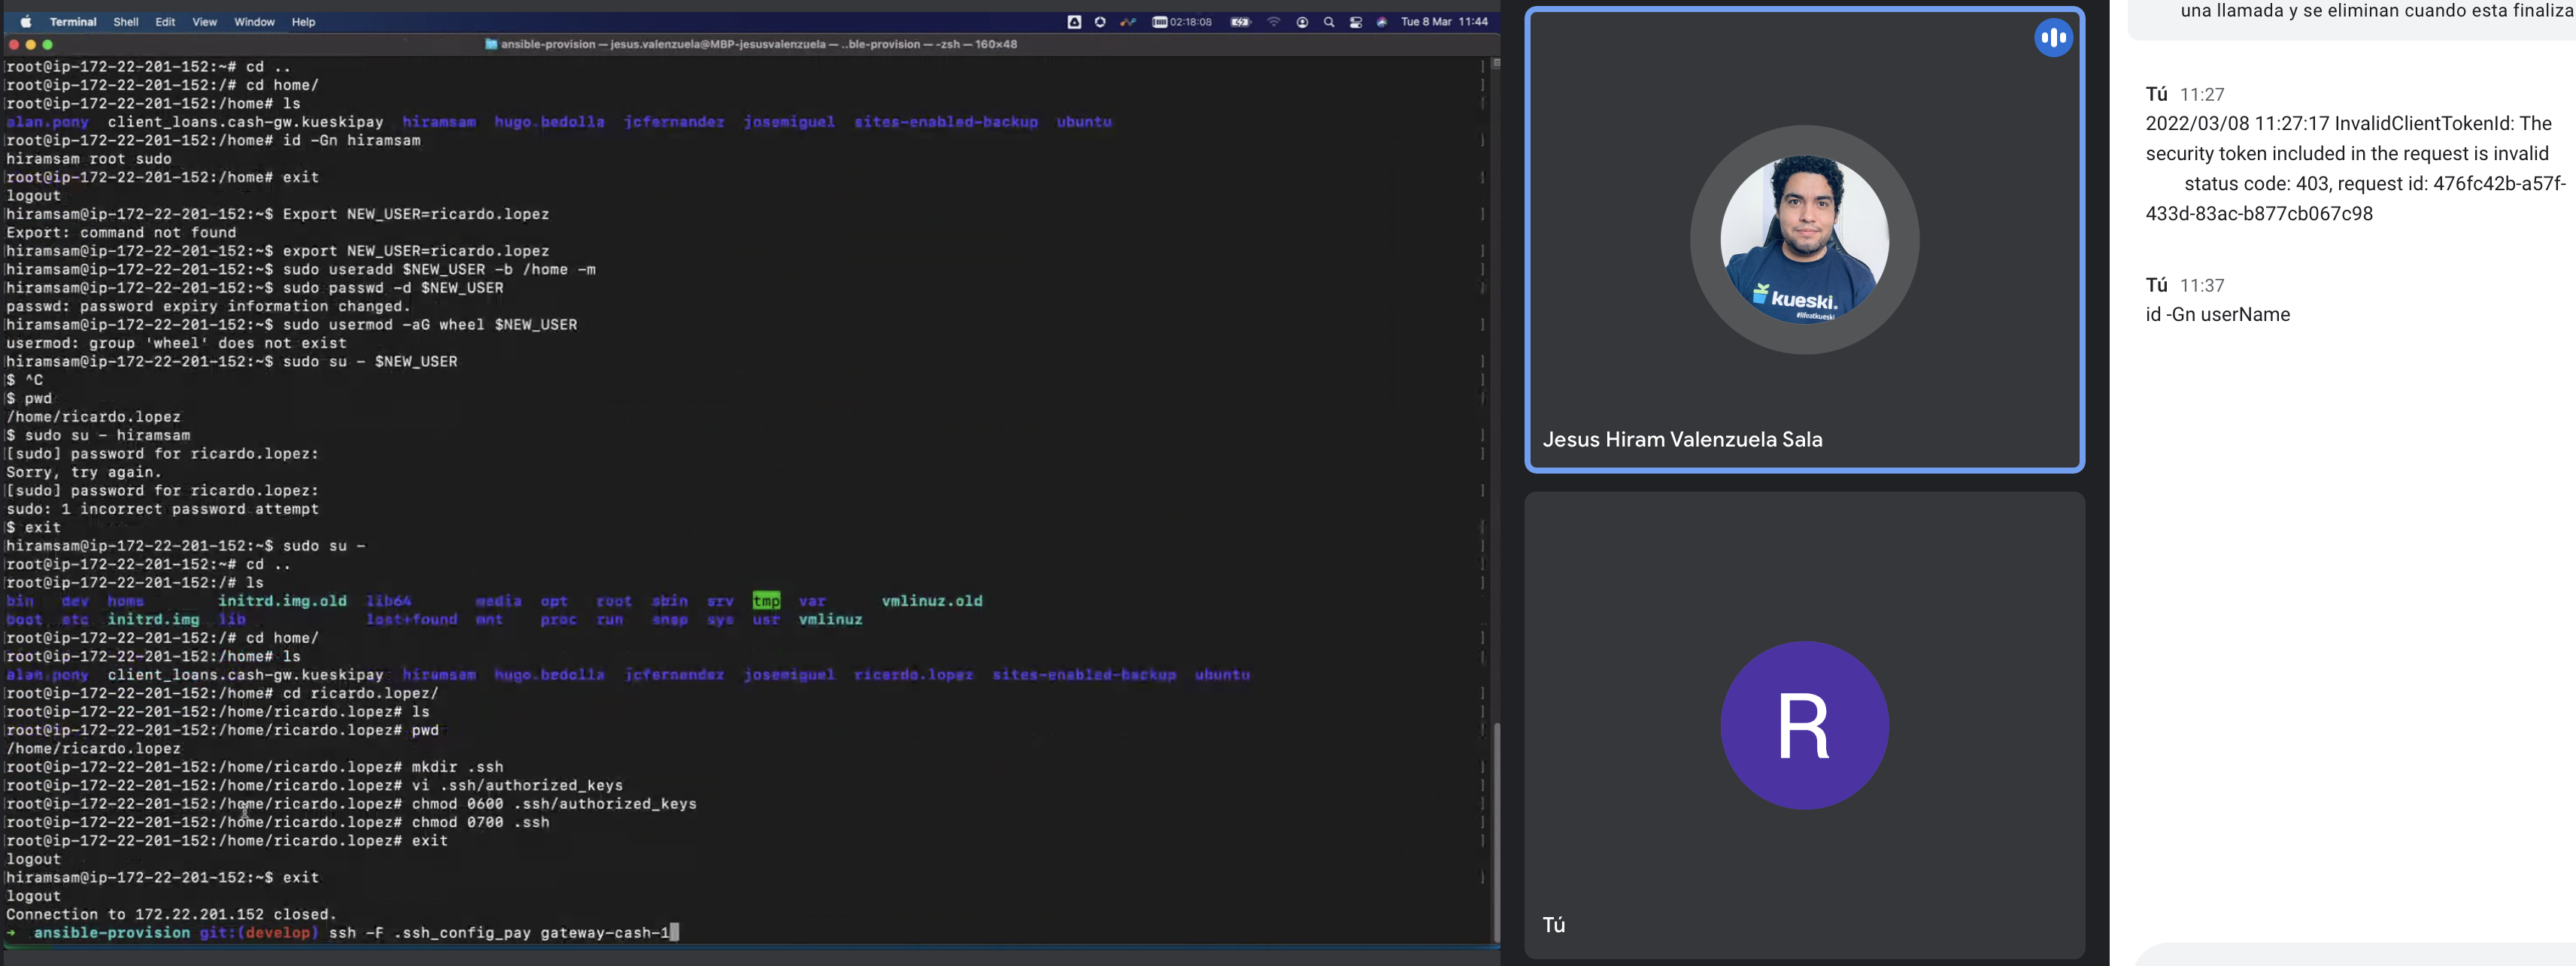 Terminal Shell Edit View Window Help 02:18:08 Tue 8 Mar 11:44
ansible-provision — jesus.valenzuela@MBP-jesusvalenzuela — ..ble-provision — -zsh — 160×48
root@ip-172-22-201-152:~# cd ..
root@ip-172-22-201-152:/# cd home/
root@ip-172-22-201-152:/home# ls
alan.pony client_loans.cash-gw.kueskipay hiramsam hugo.bedolla jcfernandez josemiguel sites-enabled-backup ubuntu
root@ip-172-22-201-152:/home# id -Gn hiramsam
hiramsam root sudo
root@ip-172-22-201-152:/home# exit
logout
hiramsam@ip-172-22-201-152:~$ Export NEW_USER=ricardo.lopez
Export: command not found
hiramsam@ip-172-22-201-152:~$ export NEW_USER=ricardo.lopez
hiramsam@ip-172-22-201-152:~$ sudo useradd $NEW_USER -b /home -m
hiramsam@ip-172-22-201-152:~$ sudo passwd -d $NEW_USER
passwd: password expiry information changed.
hiramsam@ip-172-22-201-152:~$ sudo usermod -aG wheel $NEW_USER
usermod: group 'wheel' does not exist
hiramsam@ip-172-22-201-152:~$ sudo su - $NEW_USER
$ ^C
$ pwd
/home/ricardo.lopez
$ sudo su - hiramsam
[sudo] password for ricardo.lopez:
Sorry, try again.
[sudo] password for ricardo.lopez:
sudo: 1 incorrect password attempt
$ exit
hiramsam@ip-172-22-201-152:~$ sudo su -
root@ip-172-22-201-152:~# cd ..
root@ip-172-22-201-152:/# ls
bin dev home initrd.img.old lib64 media opt root sbin srv tmp var vmlinuz.old
boot etc initrd.img lib lost+found mnt proc run snap sys usr vmlinuz
root@ip-172-22-201-152:/# cd home/
root@ip-172-22-201-152:/home# ls
alan.pony client_loans.cash-gw.kueskipay hiramsam hugo.bedolla jcfernandez josemiguel ricardo.lopez sites-enabled-backup ubuntu
root@ip-172-22-201-152:/home# cd ricardo.lopez/
root@ip-172-22-201-152:/home/ricardo.lopez# ls
root@ip-172-22-201-152:/home/ricardo.lopez# pwd
/home/ricardo.lopez
root@ip-172-22-201-152:/home/ricardo.lopez# mkdir .ssh
root@ip-172-22-201-152:/home/ricardo.lopez# vi .ssh/authorized_keys
root@ip-172-22-201-152:/home/ricardo.lopez# chmod 0600 .ssh/authorized_keys
root@ip-172-22-201-152:/home/ricardo.lopez# chmod 0700 .ssh
root@ip-172-22-201-152:/home/ricardo.lopez# exit
logout
hiramsam@ip-172-22-201-152:~$ exit
logout
Connection to 172.22.201.152 closed.
→ ansible-provision git:(develop) ssh -F .ssh_config_pay gateway-cash-1
kueski.
#lifeatkueski
Jesus Hiram Valenzuela Sala
R
Tú
una llamada y se eliminan cuando esta finaliza
Tú 11:27
2022/03/08 11:27:17 InvalidClientTokenId: The
security token included in the request is invalid
status code: 403, request id: 476fc42b-a57f-
433d-83ac-b877cb067c98
Tú 11:37
id -Gn userName